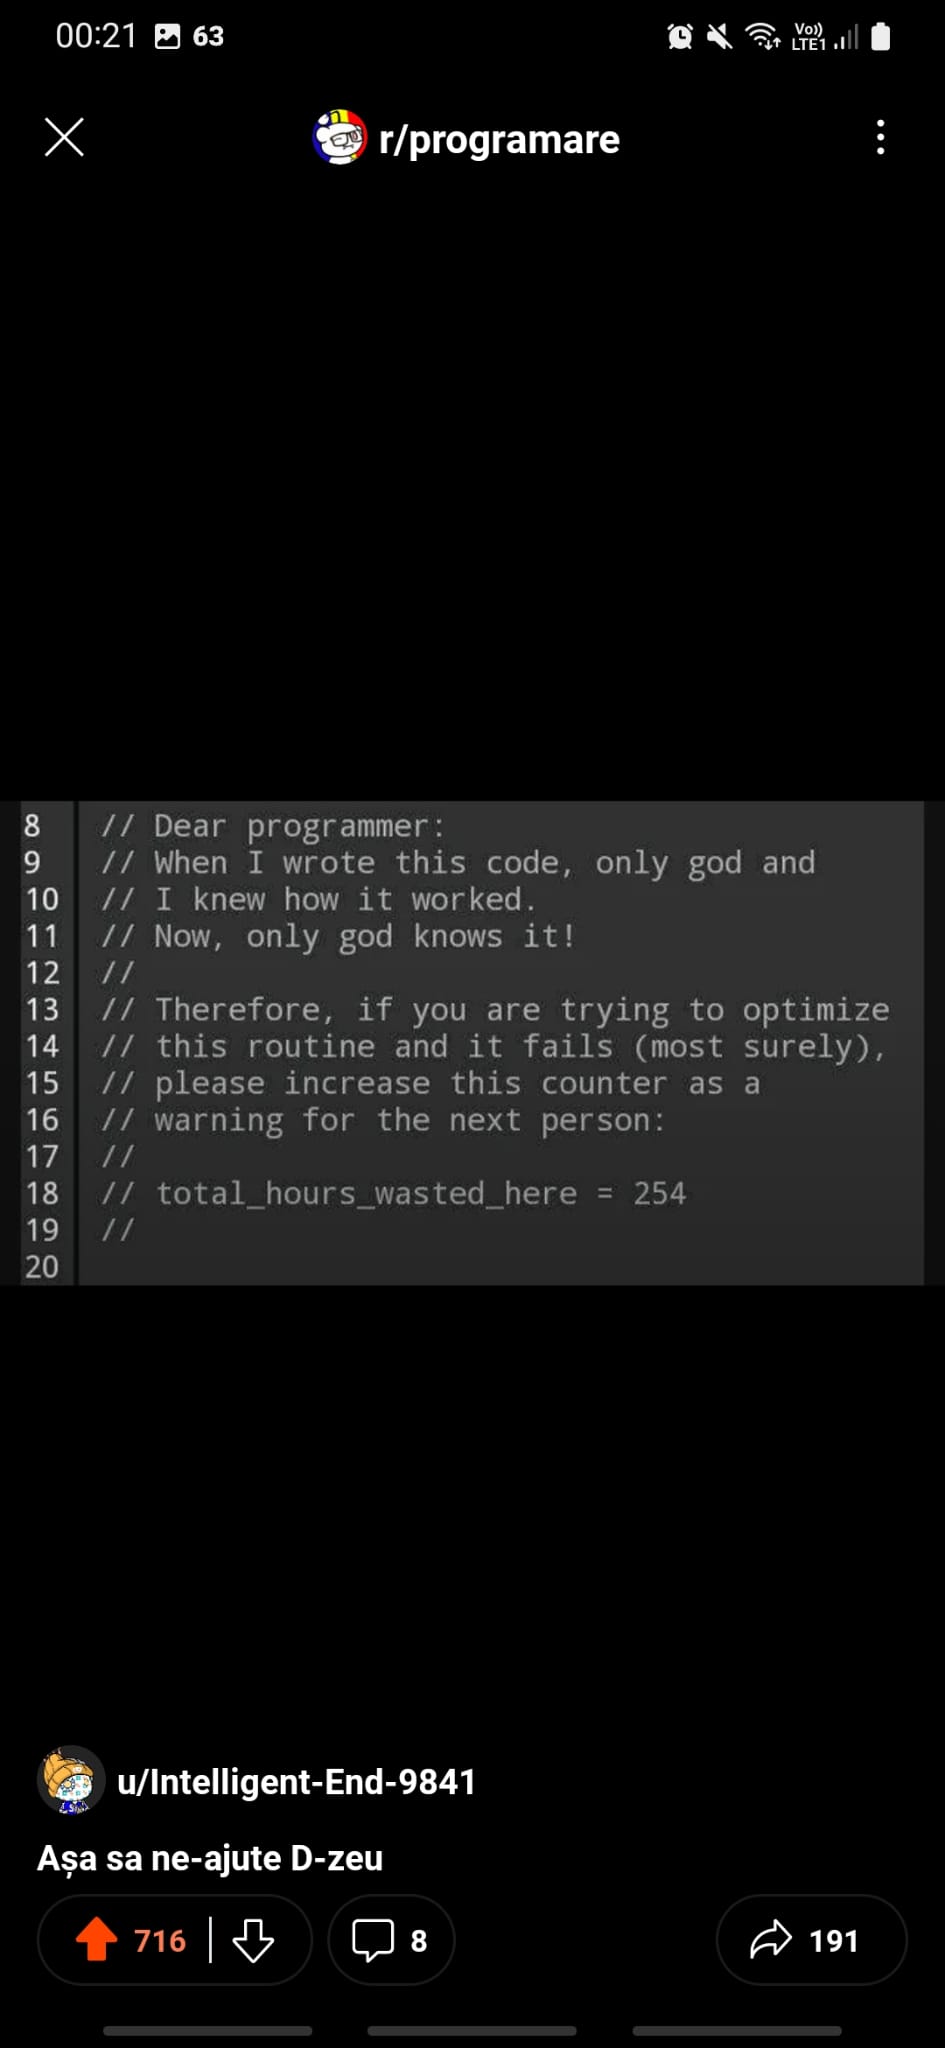 00:21 63 Vo)) LTE1
r/programare
8 // Dear programmer:
9 // When I wrote this code, only god and
10 // I knew how it worked.
11 // Now, only god knows it!
12 //
13 // Therefore, if you are trying to optimize
14 // this routine and it fails (most surely),
15 // please increase this counter as a
16 // warning for the next person:
17 //
18 // total_hours_wasted_here = 254
19 //
20
u/Intelligent-End-9841
Așa sa ne-ajute D-zeu
716 8 191